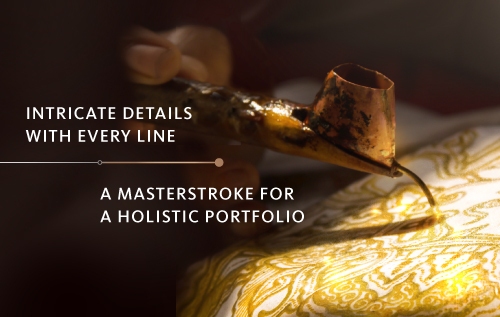 INTRICATE DETAILS
WITH EVERY LINE
A MASTERSTROKE FOR
A HOLISTIC PORTFOLIO